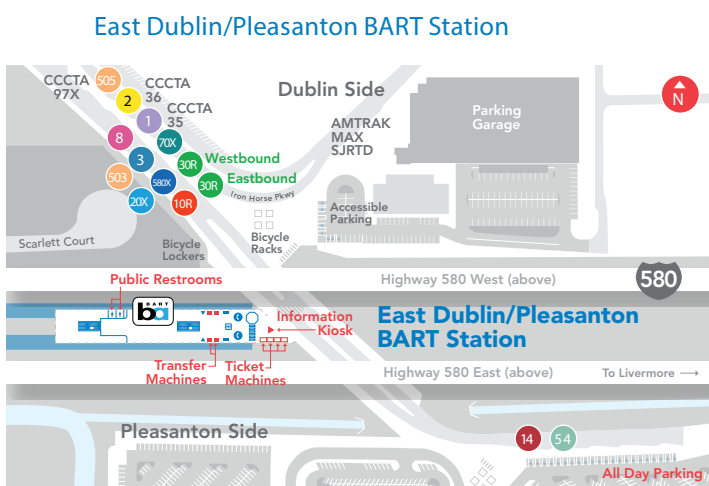 East Dublin/Pleasanton BART Station
CCCTA
97X
505
2
CCCTA
36
1
CCCTA
35
8
70X
3
30R
Westbound
503
580X
30R
Eastbound
20X
10R
Iron Horse Pkwy
Dublin Side
AMTRAK
MAX
SJRTD
Parking
Garage
N
Accessible
Parking
Scarlett Court
Bicycle
Lockers
Bicycle
Racks
Public Restrooms
Highway 580 West (above)
580
BART
ba
Information
Kiosk
East Dublin/Pleasanton
BART Station
Transfer
Machines
Ticket
Machines
Highway 580 East (above)
To Livermore
Pleasanton Side
14
54
All Day Parking